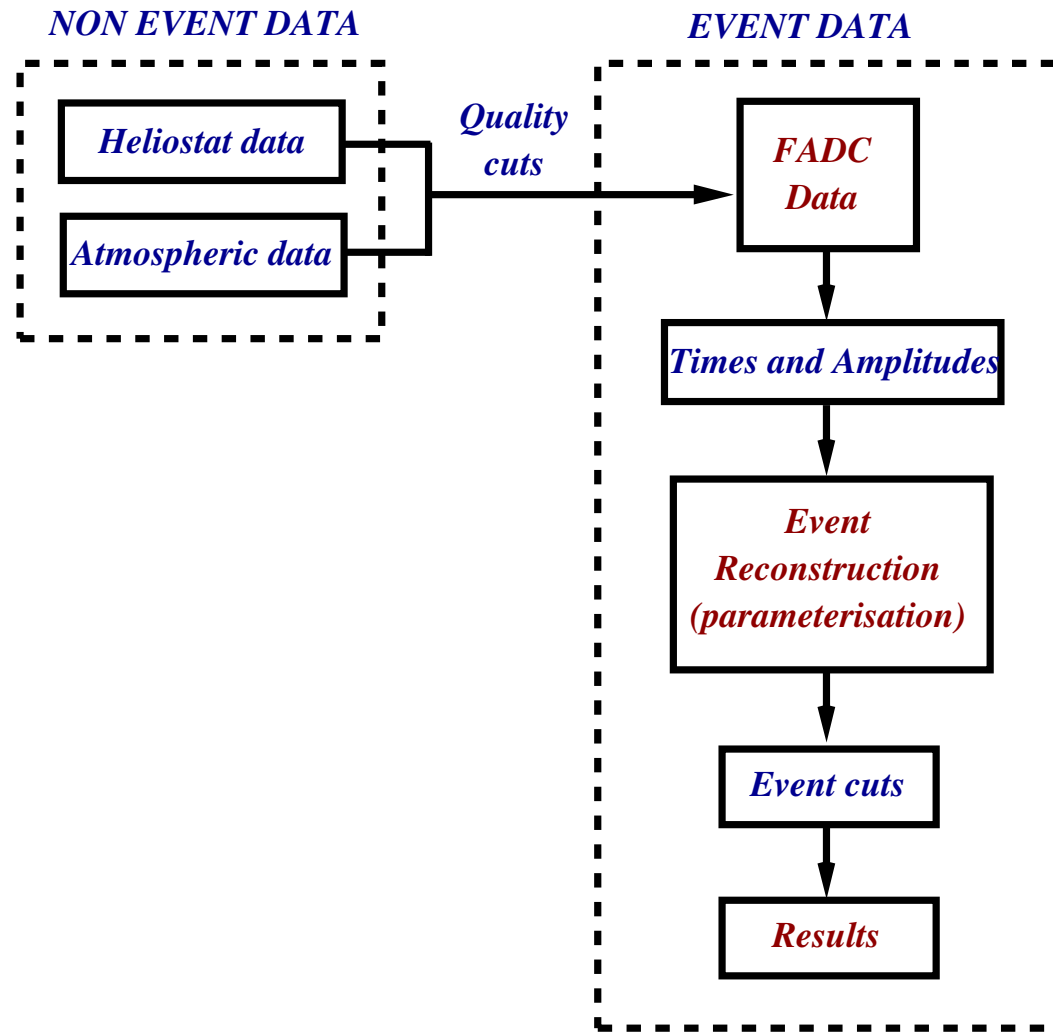 NON EVENT DATA
Heliostat data
Atmospheric data
Quality
cuts
EVENT DATA
FADC
Data
Times and Amplitudes
Event
Reconstruction
(parameterisation)
Event cuts
Results